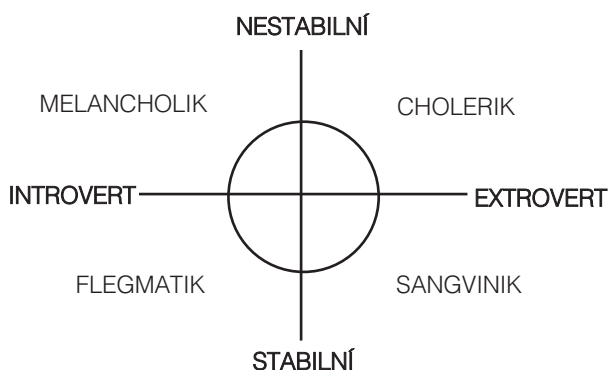 NESTABILNÍ
MELANCHOLIK
CHOLERIK
INTROVERT
EXTROVERT
FLEGMATIK
SANGVINIK
STABILNÍ